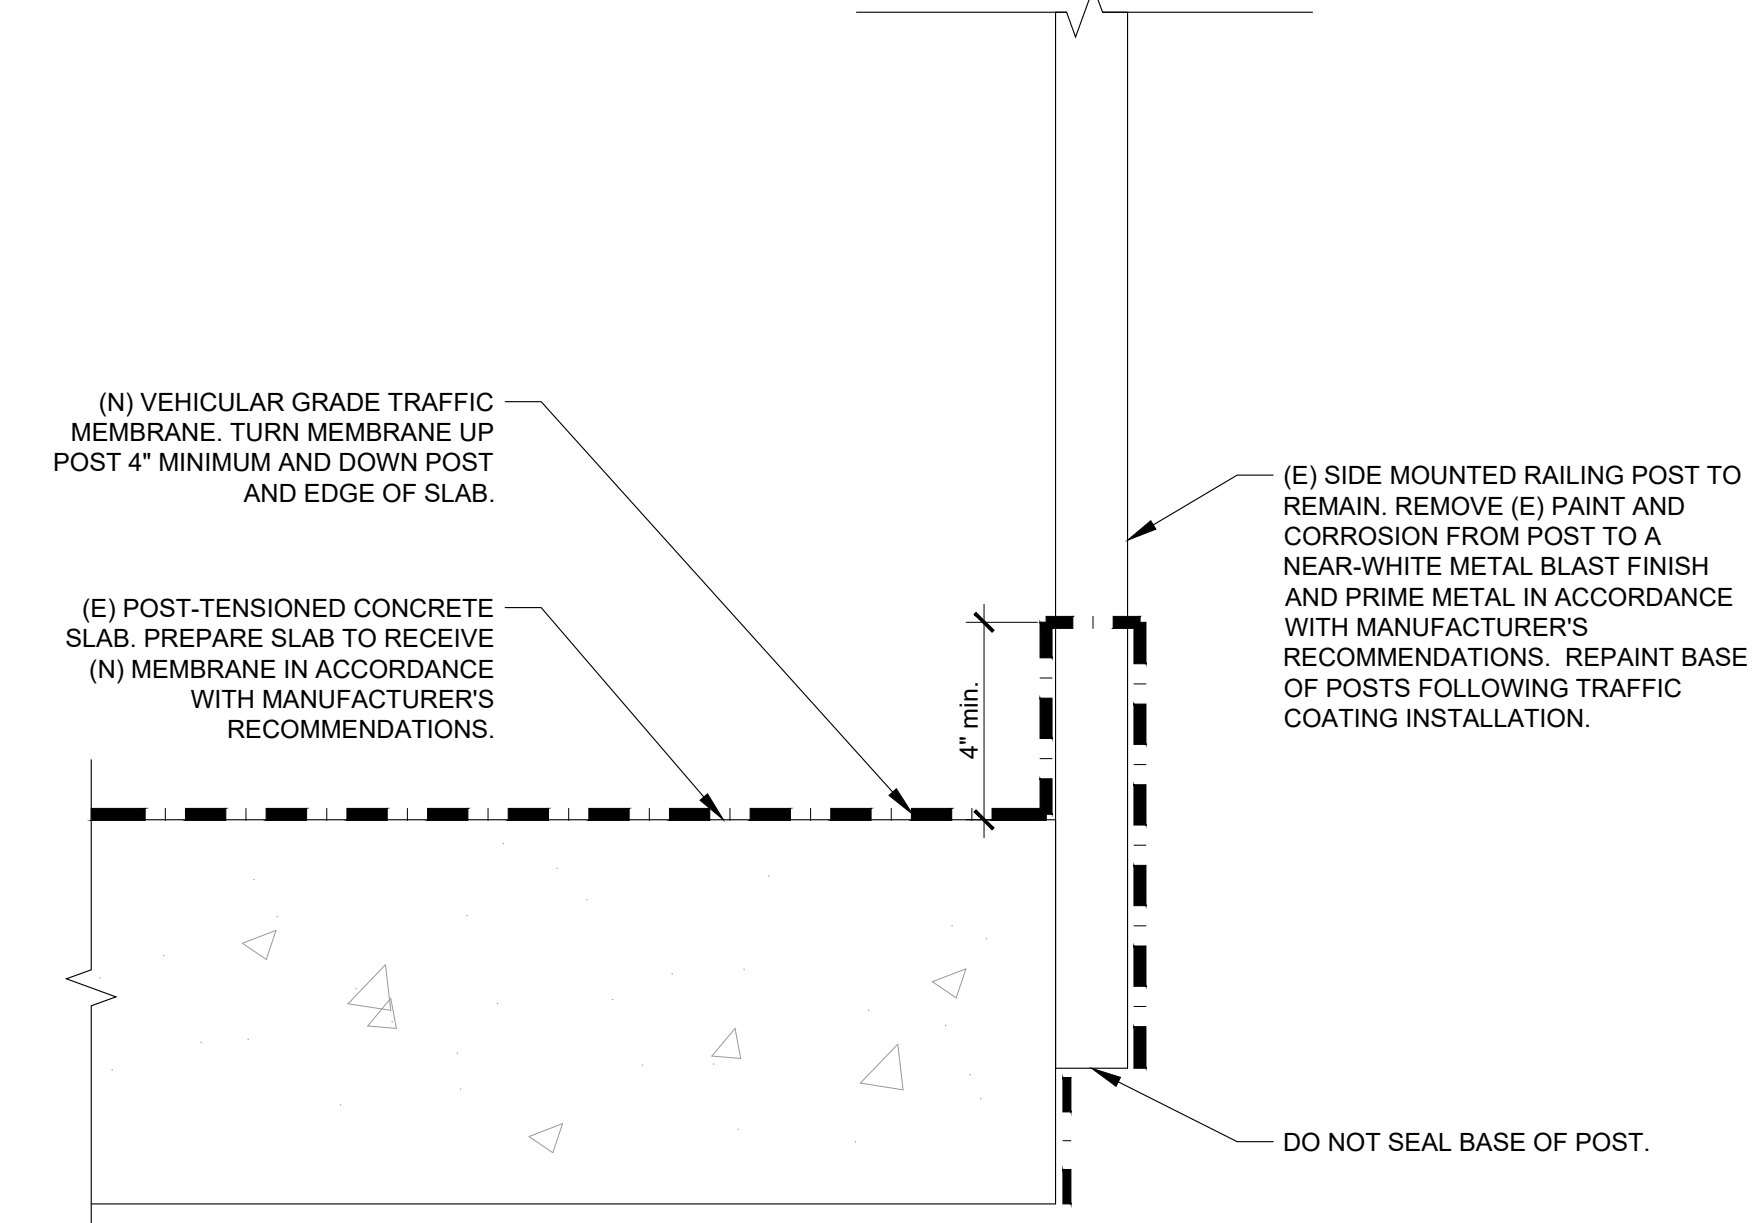 (N) VEHICULAR GRADE TRAFFIC
MEMBRANE. TURN MEMBRANE UP
POST 4" MINIMUM AND DOWN POST
AND EDGE OF SLAB.
(E) POST-TENSIONED CONCRETE
SLAB. PREPARE SLAB TO RECEIVE
(N) MEMBRANE IN ACCORDANCE
WITH MANUFACTURER'S
RECOMMENDATIONS.
4" min.
(E) SIDE MOUNTED RAILING POST TO
REMAIN. REMOVE (E) PAINT AND
CORROSION FROM POST TO A
NEAR-WHITE METAL BLAST FINISH
AND PRIME METAL IN ACCORDANCE
WITH MANUFACTURER'S
RECOMMENDATIONS. REPAINT BASE
OF POSTS FOLLOWING TRAFFIC
COATING INSTALLATION.
DO NOT SEAL BASE OF POST.